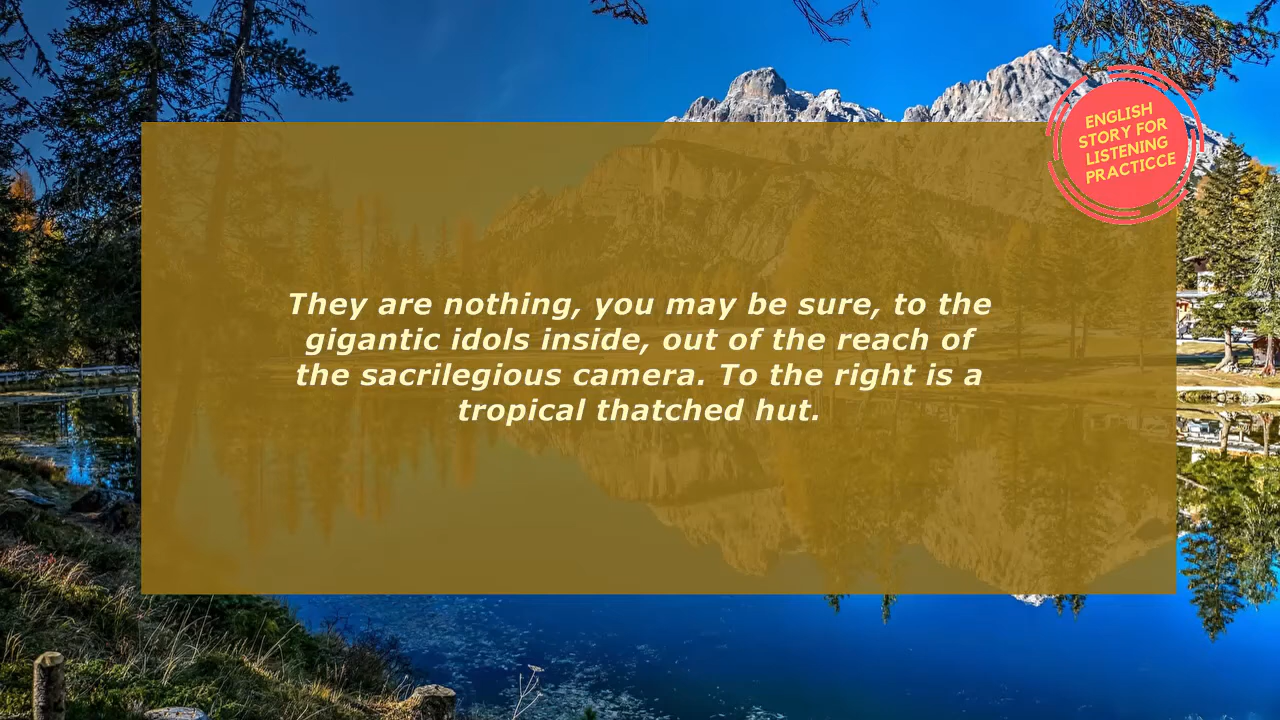 ENGLISH
STORY FOR
LISTENING
PRACTICCE
They are nothing, you may be sure, to the
gigantic idols inside, out of the reach of
the sacrilegious camera. To the right is a
tropical thatched hut.